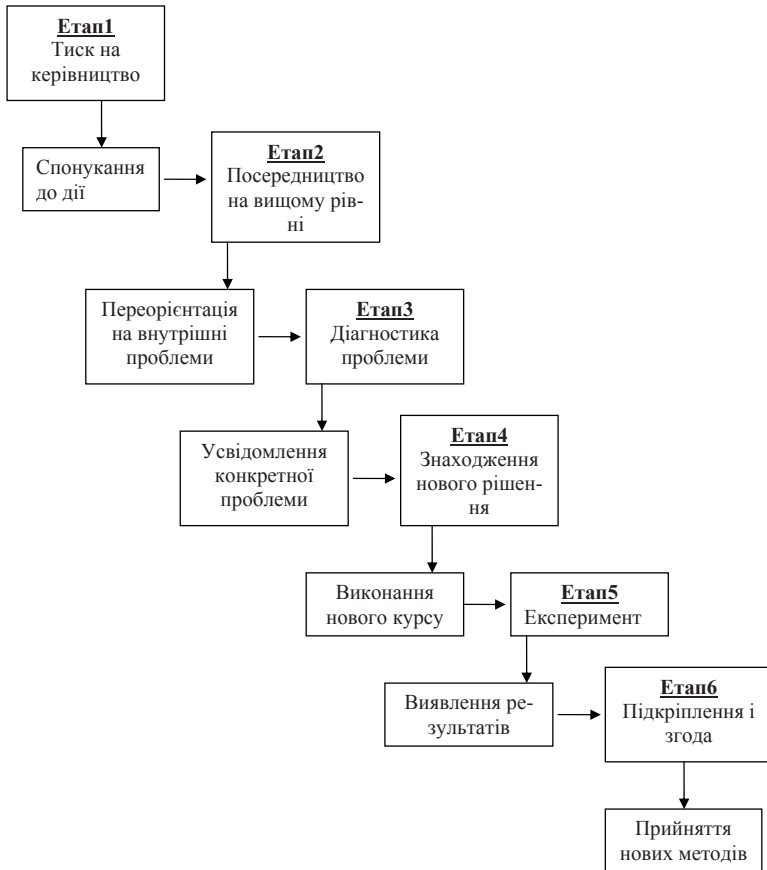 Етап1
Тиск на
керівництво
Спонукання
до дії
Етап2
Посередництво
на вищому рів-
ні
Переорієнтація
на внутрішні
проблеми
Етап3
Діагностика
проблеми
Усвідомлення
конкретної
проблеми
Етап4
Знаходження
нового рішен-
ня
Виконання
нового курсу
Етап5
Експеримент
Виявлення ре-
зультатів
Етап6
Підкріплення і
згода
Прийняття
нових методів